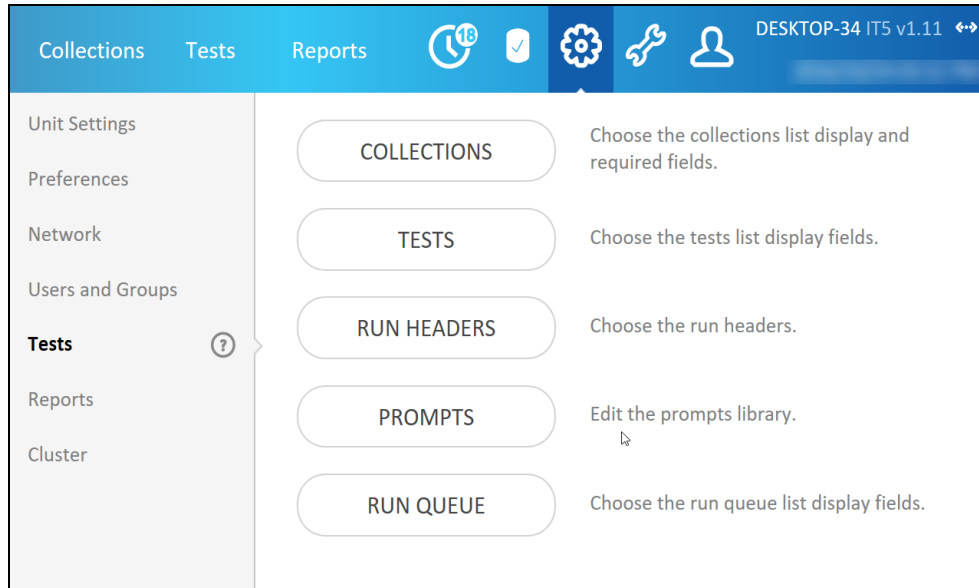 Collections Tests Reports 18 DESKTOP-34 IT5 v1.11
Unit Settings
Preferences
Network
Users and Groups
Tests ?
Reports
Cluster
COLLECTIONS
Choose the collections list display and
required fields.
TESTS
Choose the tests list display fields.
RUN HEADERS
Choose the run headers.
PROMPTS
Edit the prompts library.
RUN QUEUE
Choose the run queue list display fields.